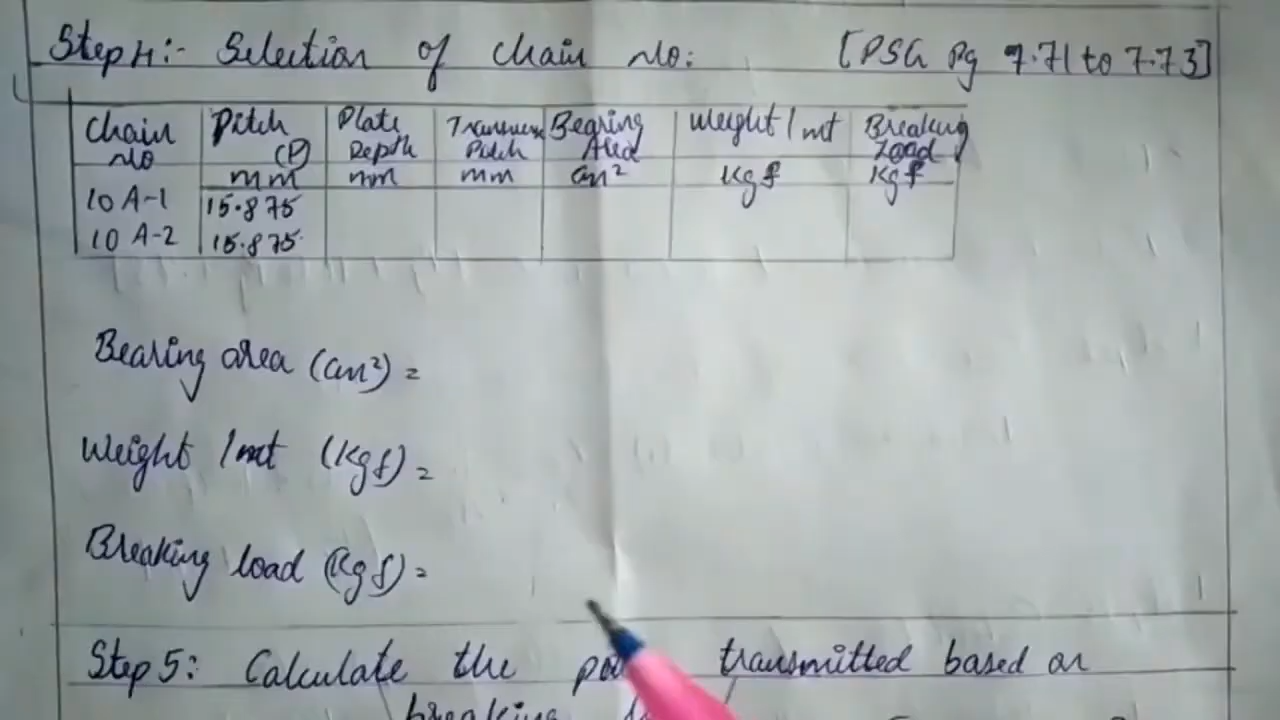 Step 4:- Selection of Chain No: [PSG Pg 7.71 to 7.73]
Chain No Pitch (P) Plate Depth Transverse Pitch Bearing Area Weight / mt Breaking Load
mm mm mm cm² Kgf Kgf
10 A-1 15.875
10 A-2 15.875
Bearing area (cm²) =
Weight / mt (Kgf) =
Breaking load (Kgf) =
Step 5: Calculate the transmitted based on
breaking